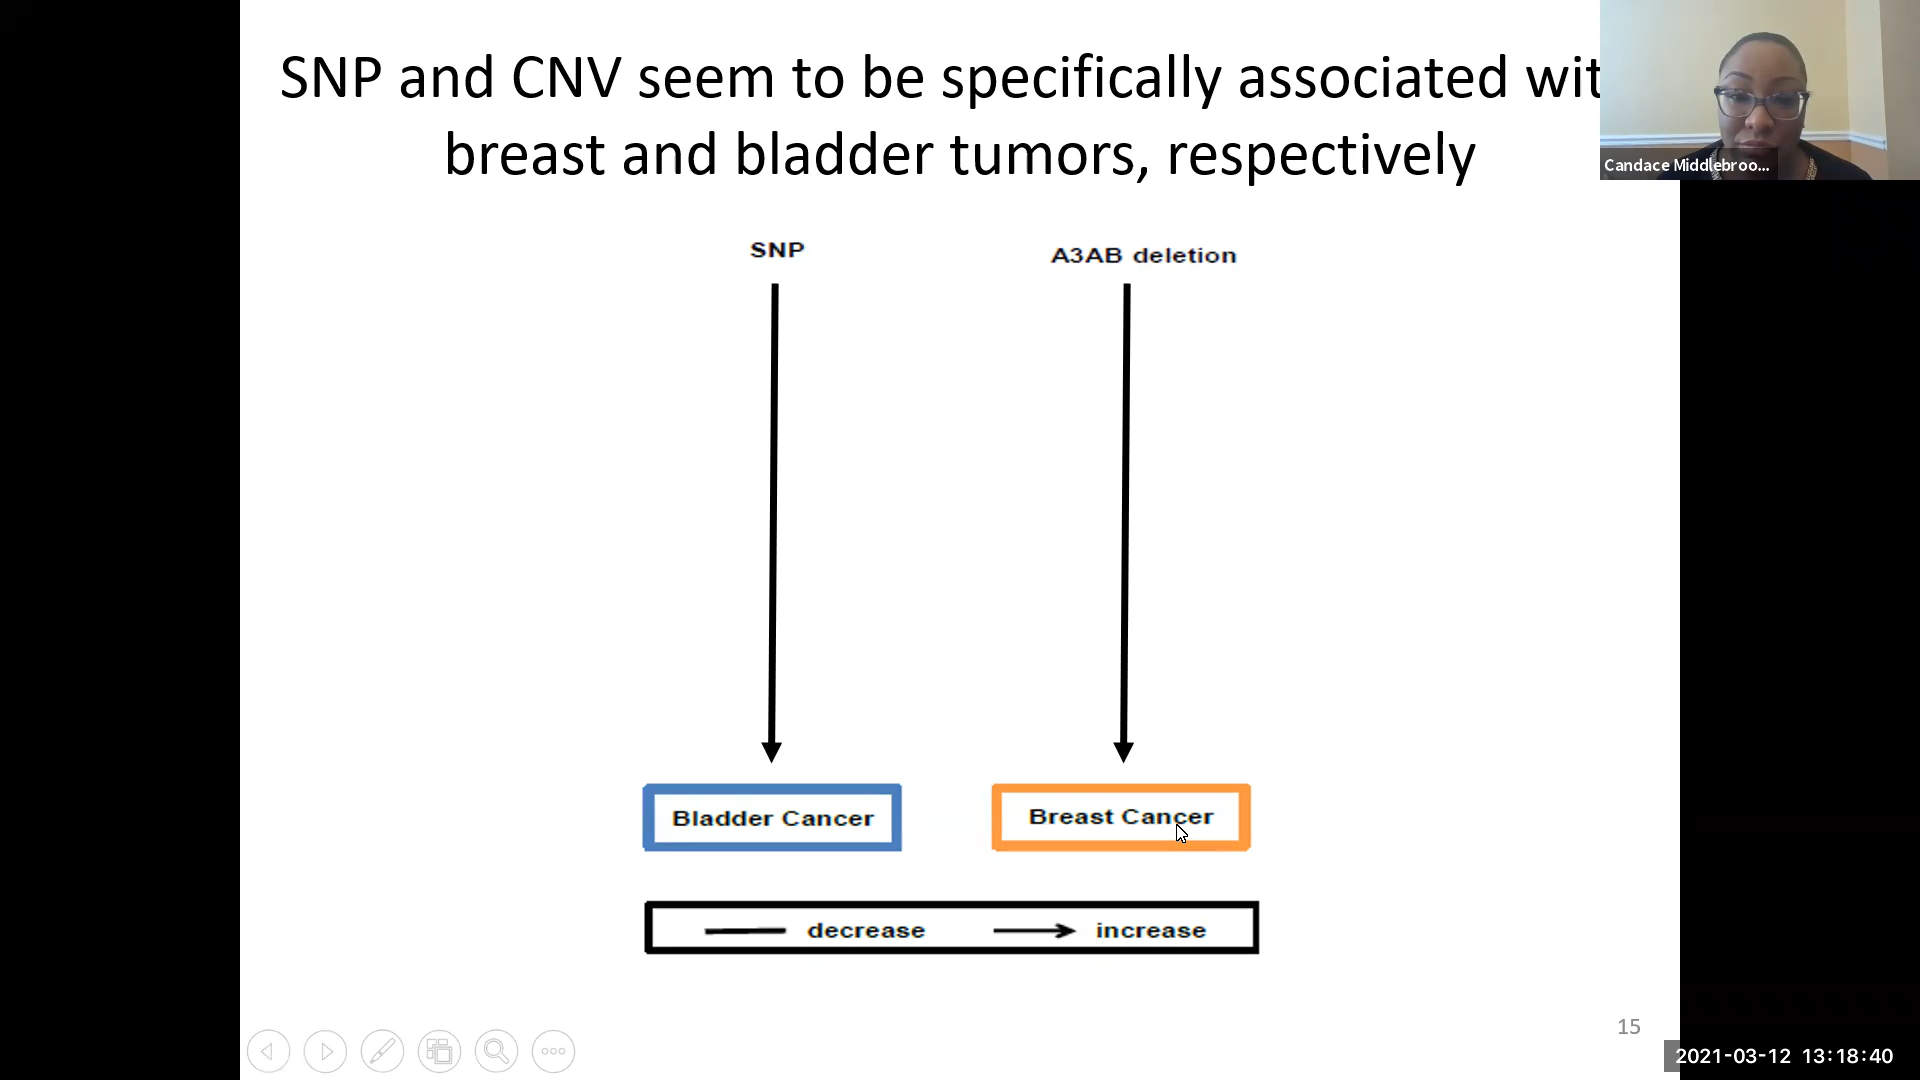 SNP and CNV seem to be specifically associated wit
breast and bladder tumors, respectively
Candace Middlebroo...
SNP
A3AB deletion
Bladder Cancer
Breast Cancer
decrease
increase
15
2021-03-12 13:18:40